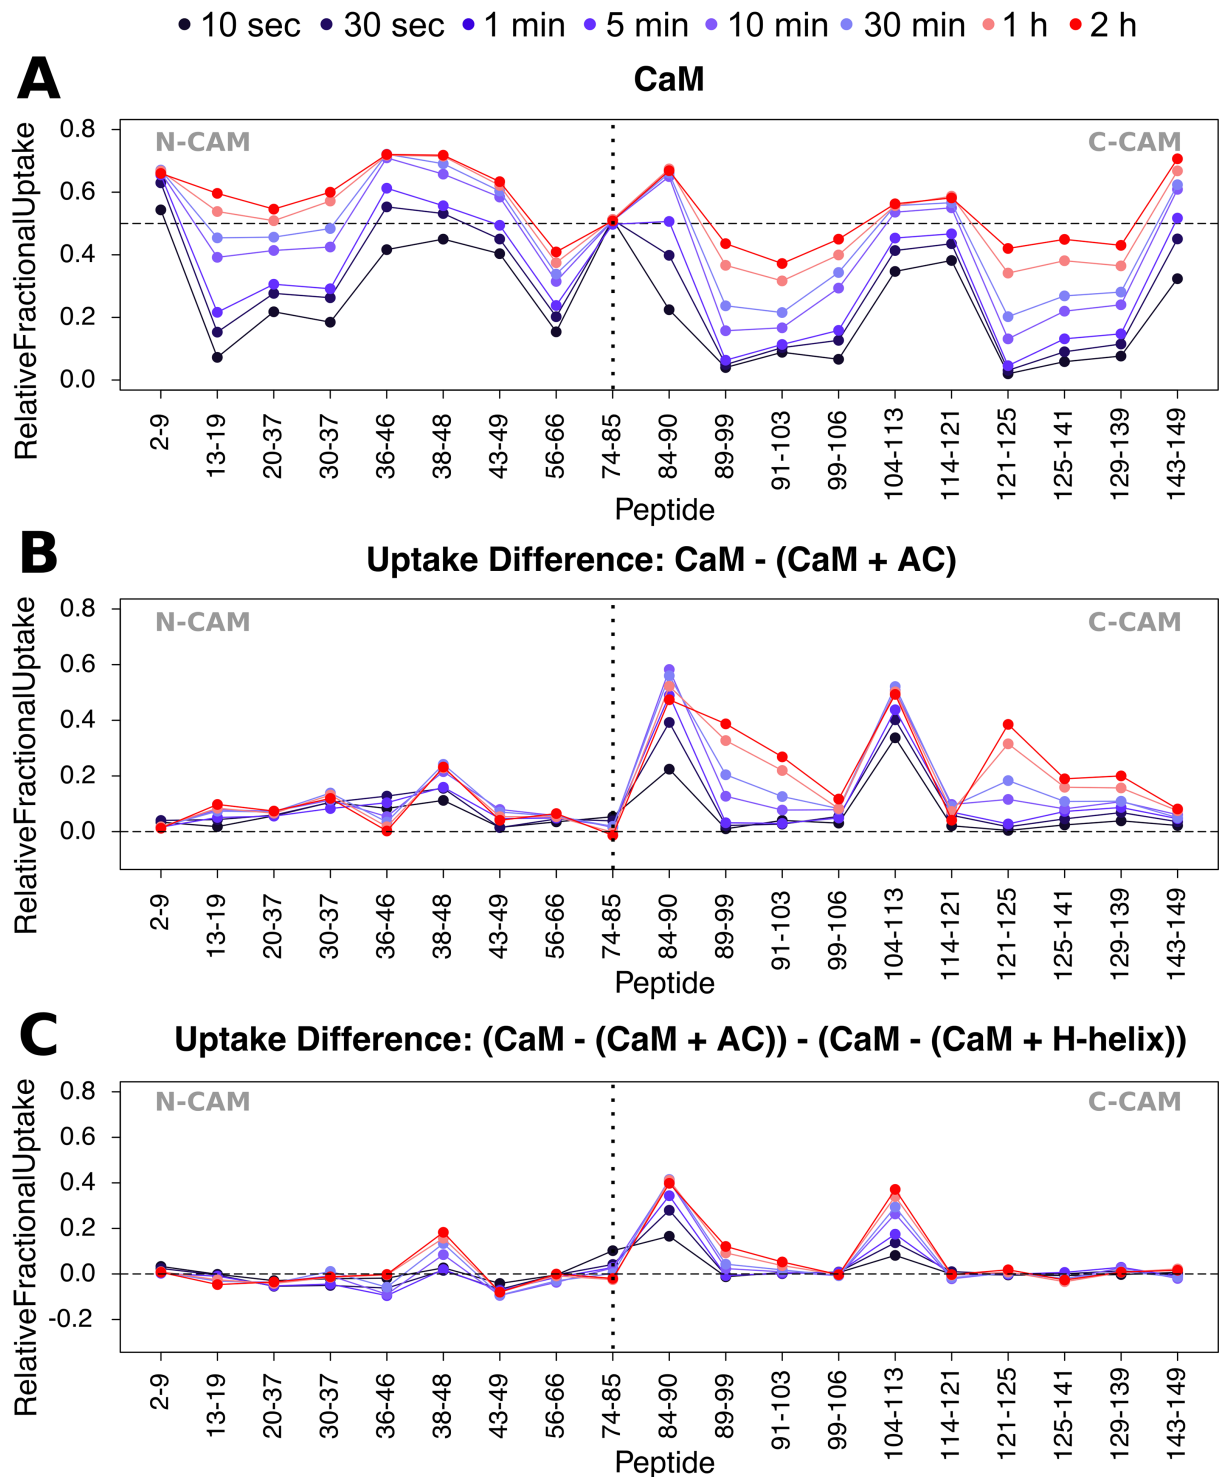 10 sec 30 sec 1 min 5 min 10 min 30 min 1 h 2 h
A
CaM
RelativeFractionalUptake
0.8
0.6
0.4
0.2
0.0
N-CAM
C-CAM
2-9 13-19 20-37 30-37 36-46 38-48 43-49 56-66 74-85 84-90 89-99 91-103 99-106 104-113 114-121 121-125 125-141 129-139 143-149
Peptide
B
Uptake Difference: CaM - (CaM + AC)
RelativeFractionalUptake
0.8
0.6
0.4
0.2
0.0
N-CAM
C-CAM
2-9 13-19 20-37 30-37 36-46 38-48 43-49 56-66 74-85 84-90 89-99 91-103 99-106 104-113 114-121 121-125 125-141 129-139 143-149
Peptide
C
Uptake Difference: (CaM - (CaM + AC)) - (CaM - (CaM + H-helix))
RelativeFractionalUptake
0.8
0.6
0.4
0.2
0.0
-0.2
N-CAM
C-CAM
2-9 13-19 20-37 30-37 36-46 38-48 43-49 56-66 74-85 84-90 89-99 91-103 99-106 104-113 114-121 121-125 125-141 129-139 143-149
Peptide